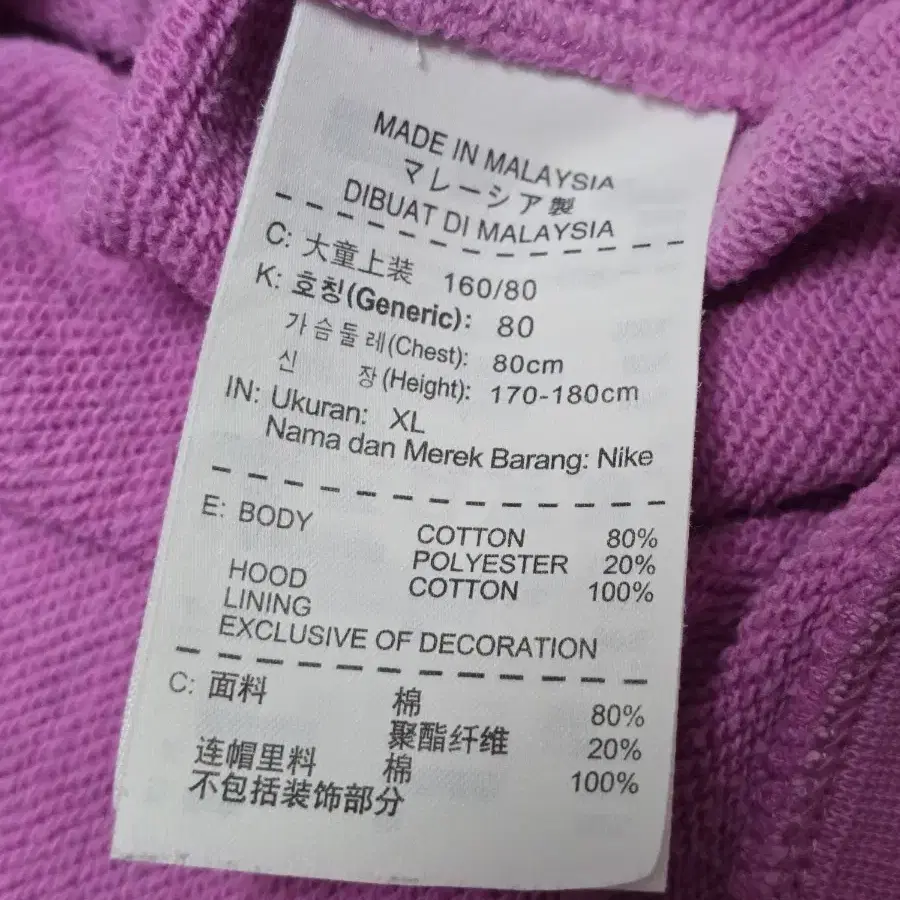 MADE IN MALAYSIA
マレーシア製
DIBUAT DI MALAYSIA
C: 大童上装 160/80
K: 호칭(Generic): 80
가슴둘레(Chest): 80cm
신 장(Height): 170-180cm
IN: Ukuran: XL
Nama dan Merek Barang: Nike
E: BODY COTTON 80%
POLYESTER 20%
HOOD COTTON 100%
LINING
EXCLUSIVE OF DECORATION
C: 面料 棉 80%
聚酯纤维 20%
连帽里料 棉 100%
不包括装饰部分